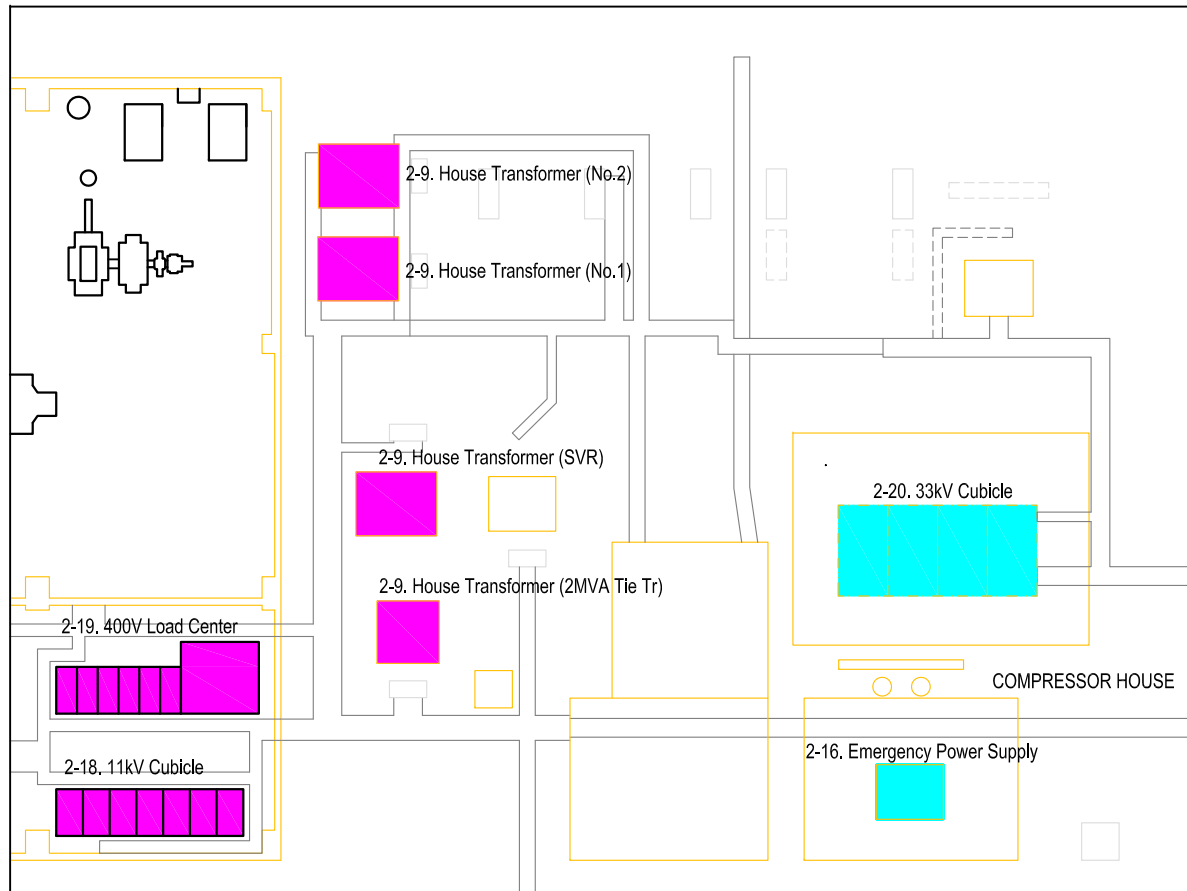 2-9. House Transformer (No.2)
2-9. House Transformer (No.1)
2-9. House Transformer (SVR)
2-20. 33kV Cubicle
2-9. House Transformer (2MVA Tie Tr)
2-19. 400V Load Center
COMPRESSOR HOUSE
2-16. Emergency Power Supply
2-18. 11kV Cubicle